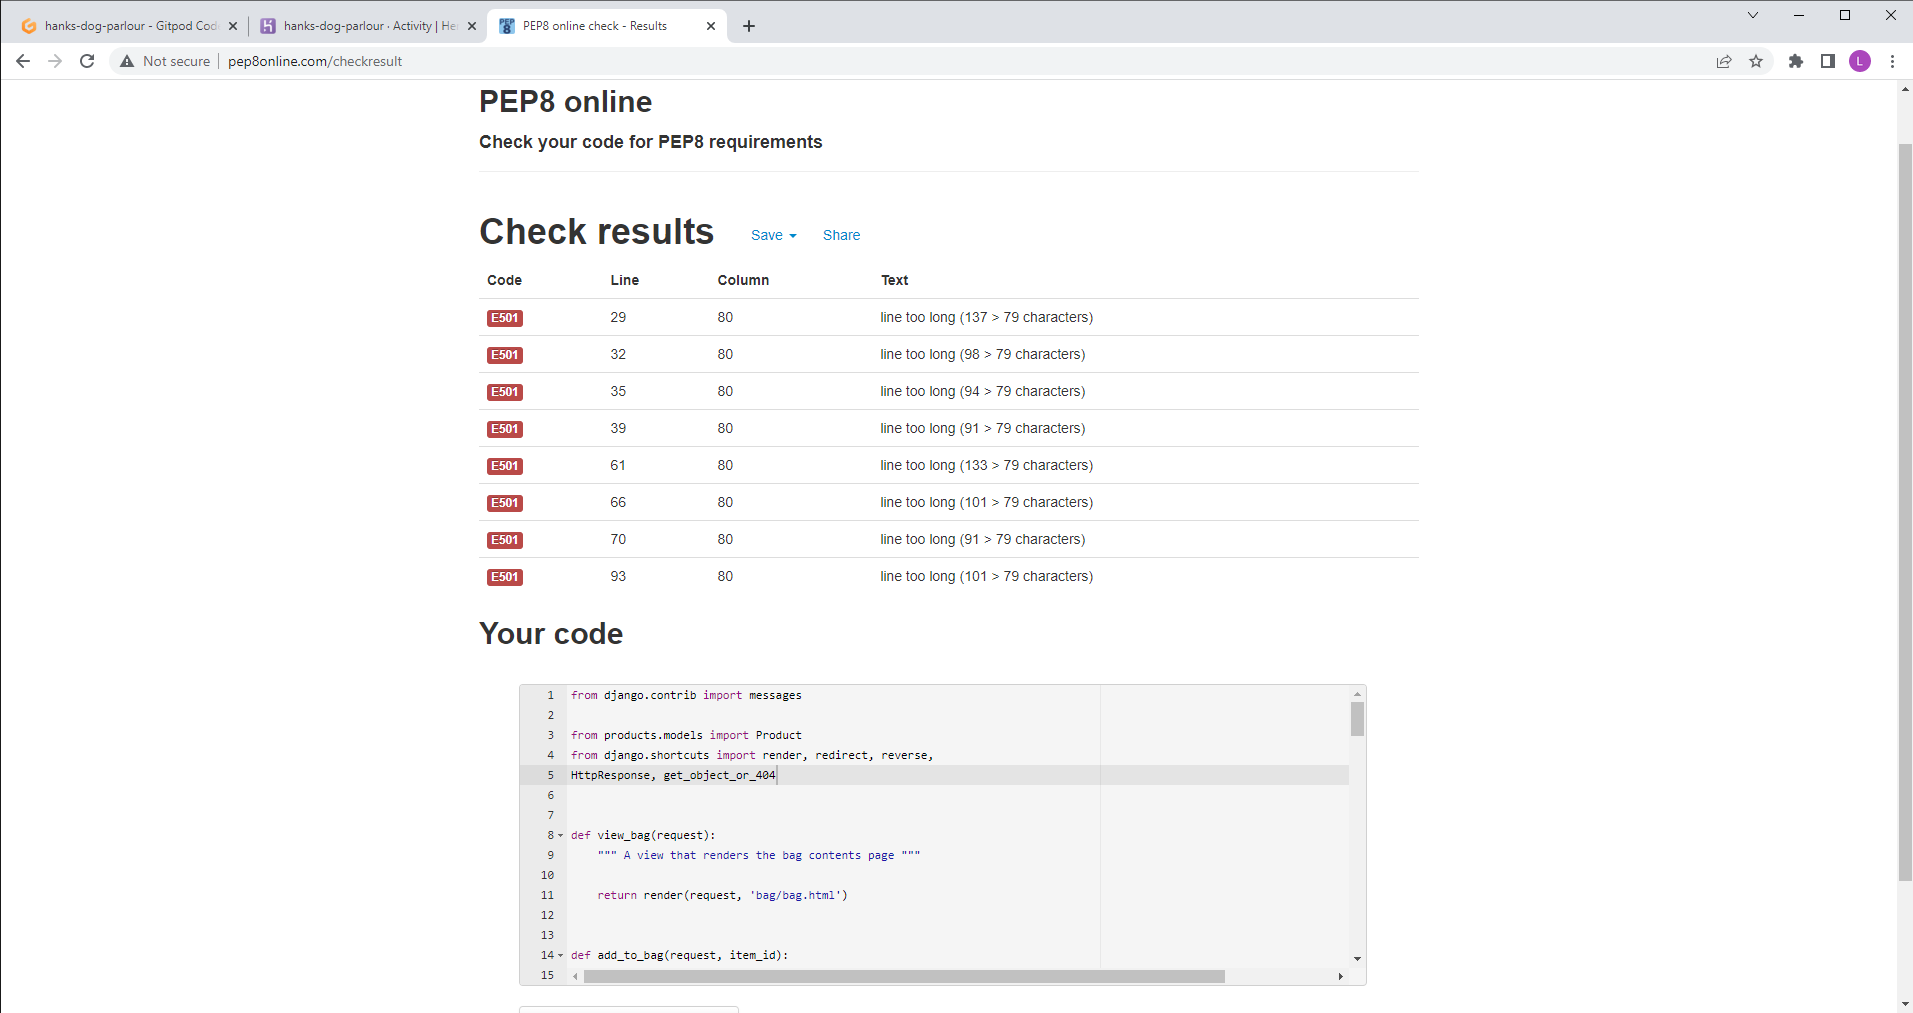 hanks-dog-parlour - Gitpod Code
hanks-dog-parlour · Activity | He
PEP8 online check - Results
Not secure
pep8online.com/checkresult
L
PEP8 online
Check your code for PEP8 requirements
Check results Save Share
Code Line Column Text
E501 29 80 line too long (137 > 79 characters)
E501 32 80 line too long (98 > 79 characters)
E501 35 80 line too long (94 > 79 characters)
E501 39 80 line too long (91 > 79 characters)
E501 61 80 line too long (133 > 79 characters)
E501 66 80 line too long (101 > 79 characters)
E501 70 80 line too long (91 > 79 characters)
E501 93 80 line too long (101 > 79 characters)
Your code
1 from django.contrib import messages
2
3 from products.models import Product
4 from django.shortcuts import render, redirect, reverse,
5 HttpResponse, get_object_or_404
6
7
8 def view_bag(request):
9 """ A view that renders the bag contents page """
10
11 return render(request, 'bag/bag.html')
12
13
14 def add_to_bag(request, item_id):
15